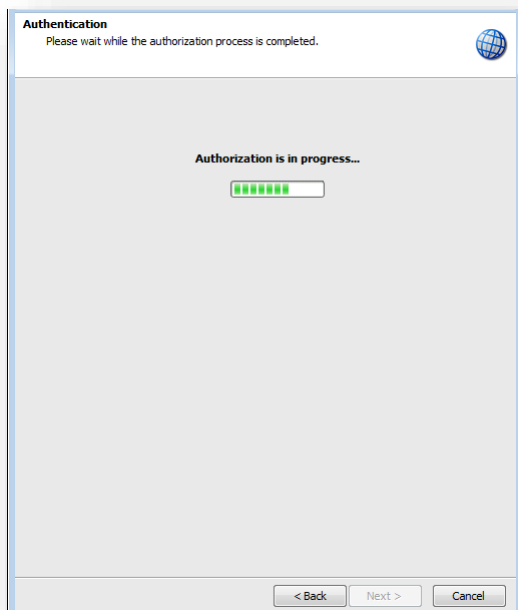 Authentication
Please wait while the authorization process is completed.
Authorization is in progress...
< Back Next > Cancel